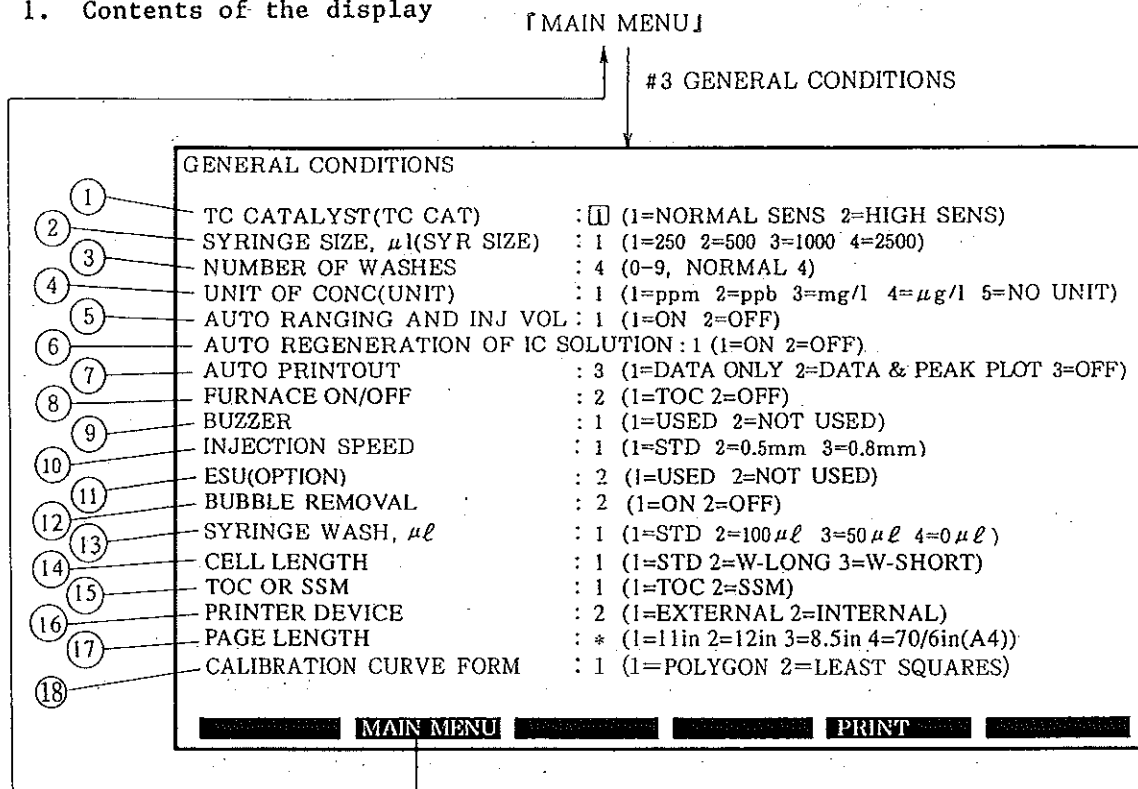 1. Contents of the display
「MAIN MENU」
#3 GENERAL CONDITIONS
GENERAL CONDITIONS
① TC CATALYST(TC CAT) : 1 (1=NORMAL SENS 2=HIGH SENS)
② SYRINGE SIZE, μl(SYR SIZE) : 1 (1=250 2=500 3=1000 4=2500)
③ NUMBER OF WASHES : 4 (0-9, NORMAL 4)
④ UNIT OF CONC(UNIT) : 1 (1=ppm 2=ppb 3=mg/l 4=μg/l 5=NO UNIT)
⑤ AUTO RANGING AND INJ VOL : 1 (1=ON 2=OFF)
⑥ AUTO REGENERATION OF IC SOLUTION : 1 (1=ON 2=OFF)
⑦ AUTO PRINTOUT : 3 (1=DATA ONLY 2=DATA & PEAK PLOT 3=OFF)
⑧ FURNACE ON/OFF : 2 (1=TOC 2=OFF)
⑨ BUZZER : 1 (1=USED 2=NOT USED)
⑩ INJECTION SPEED : 1 (1=STD 2=0.5mm 3=0.8mm)
⑪ ESU(OPTION) : 2 (1=USED 2=NOT USED)
⑫ BUBBLE REMOVAL : 2 (1=ON 2=OFF)
⑬ SYRINGE WASH, μℓ : 1 (1=STD 2=100μℓ 3=50μℓ 4=0μℓ)
⑭ CELL LENGTH : 1 (1=STD 2=W-LONG 3=W-SHORT)
⑮ TOC OR SSM : 1 (1=TOC 2=SSM)
⑯ PRINTER DEVICE : 2 (1=EXTERNAL 2=INTERNAL)
⑰ PAGE LENGTH : * (1=11in 2=12in 3=8.5in 4=70/6in(A4))
⑱ CALIBRATION CURVE FORM : 1 (1=POLYGON 2=LEAST SQUARES)
MAIN MENU PRINT